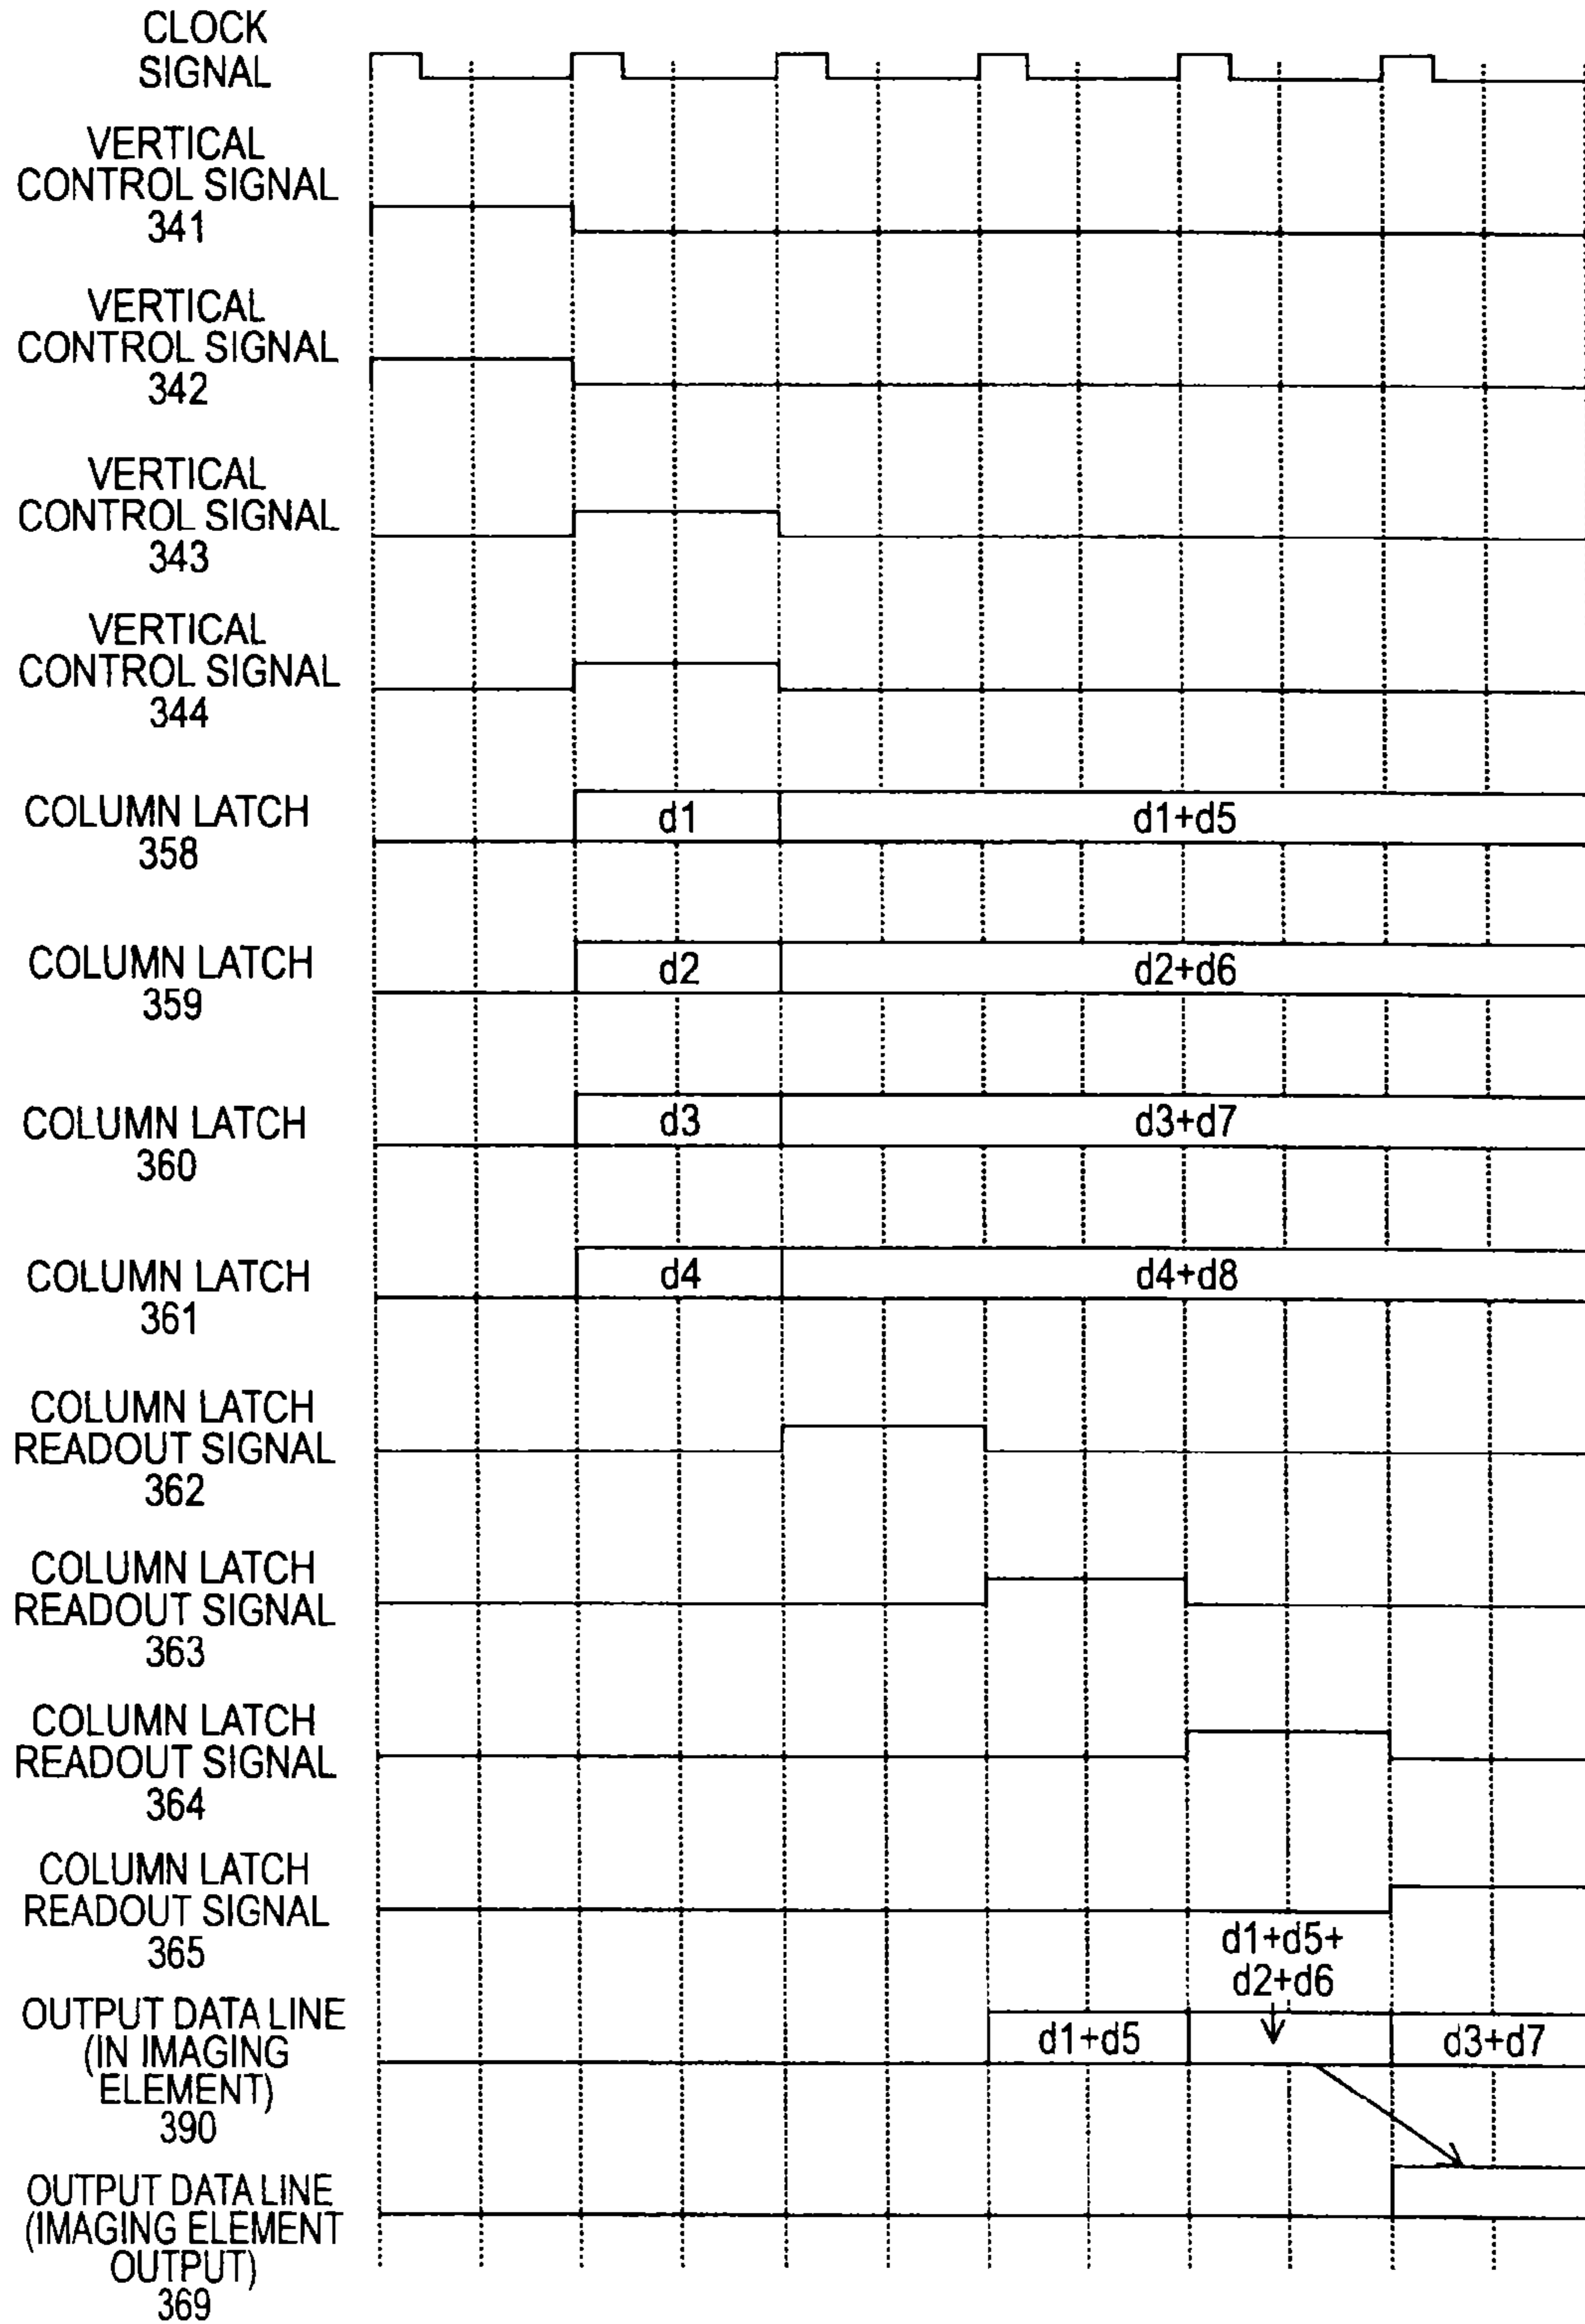 CLOCK
SIGNAL
VERTICAL
CONTROL SIGNAL
341
VERTICAL
CONTROL SIGNAL
342
VERTICAL
CONTROL SIGNAL
343
VERTICAL
CONTROL SIGNAL
344
COLUMN LATCH
358
d1
d1+d5
COLUMN LATCH
359
d2
d2+d6
COLUMN LATCH
360
d3
d3+d7
COLUMN LATCH
361
d4
d4+d8
COLUMN LATCH
READOUT SIGNAL
362
COLUMN LATCH
READOUT SIGNAL
363
COLUMN LATCH
READOUT SIGNAL
364
COLUMN LATCH
READOUT SIGNAL
365
d1+d5+
d2+d6
OUTPUT DATA LINE
(IN IMAGING
ELEMENT)
390
d1+d5
d3+d7
OUTPUT DATA LINE
(IMAGING ELEMENT
OUTPUT)
369